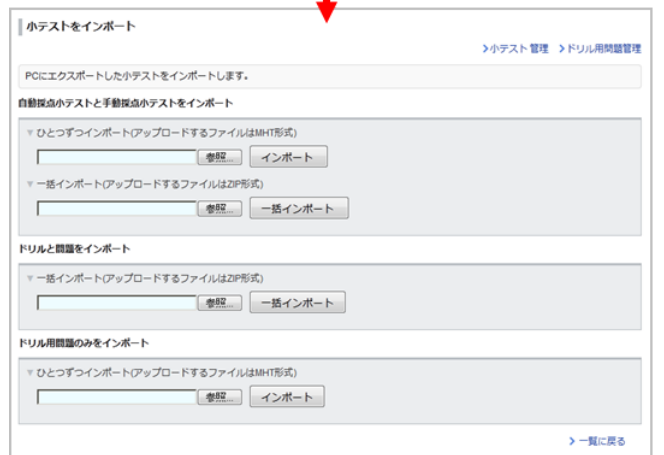 小テストをインポート
>小テスト 管理 >ドリル用問題管理
PCにエクスポートした小テストをインポートします。
自動採点小テストと手動採点小テストをインポート
▼ ひとつずつインポート(アップロードするファイルはMHT形式)
参照... インポート
▼ 一括インポート(アップロードするファイルはZIP形式)
参照... 一括インポート
ドリルと問題をインポート
▼ 一括インポート(アップロードするファイルはZIP形式)
参照... 一括インポート
ドリル用問題のみをインポート
▼ ひとつずつインポート(アップロードするファイルはMHT形式)
参照... インポート
> 一覧に戻る